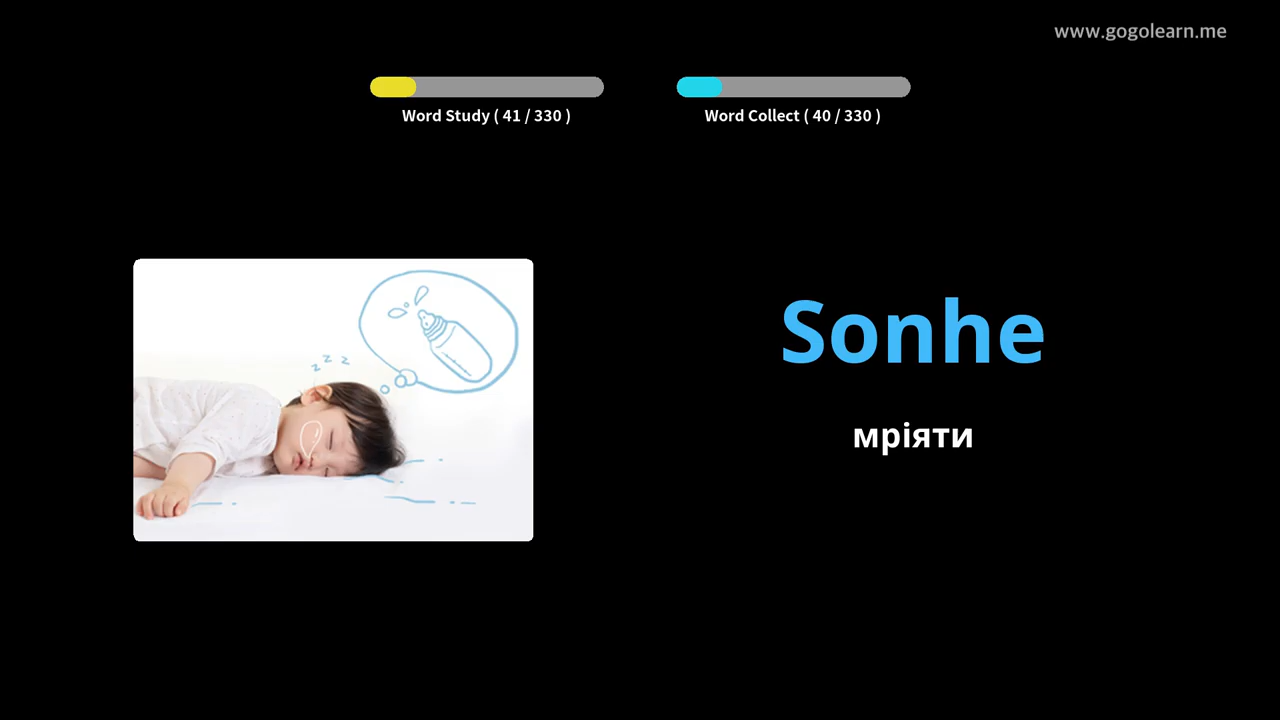 www.gogolearn.me
Word Study ( 41 / 330 )
Word Collect ( 40 / 330 )
z z z
Sonhe
мріяти